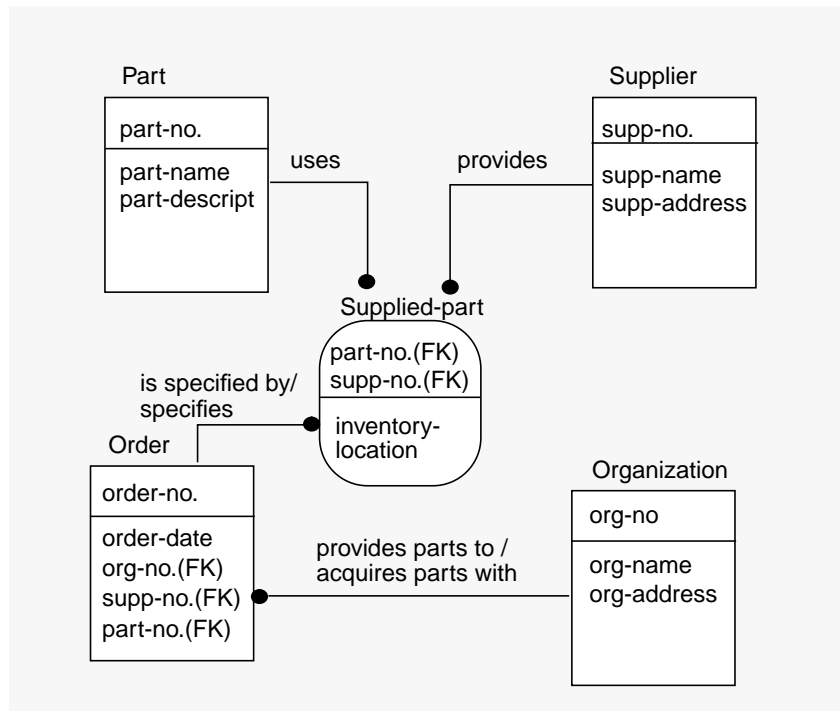 Part
part-no.
part-name
part-descript
uses
provides
Supplier
supp-no.
supp-name
supp-address
Supplied-part
part-no.(FK)
supp-no.(FK)
inventory-
location
is specified by/
specifies
Order
order-no.
order-date
org-no.(FK)
supp-no.(FK)
part-no.(FK)
provides parts to /
acquires parts with
Organization
org-no
org-name
org-address